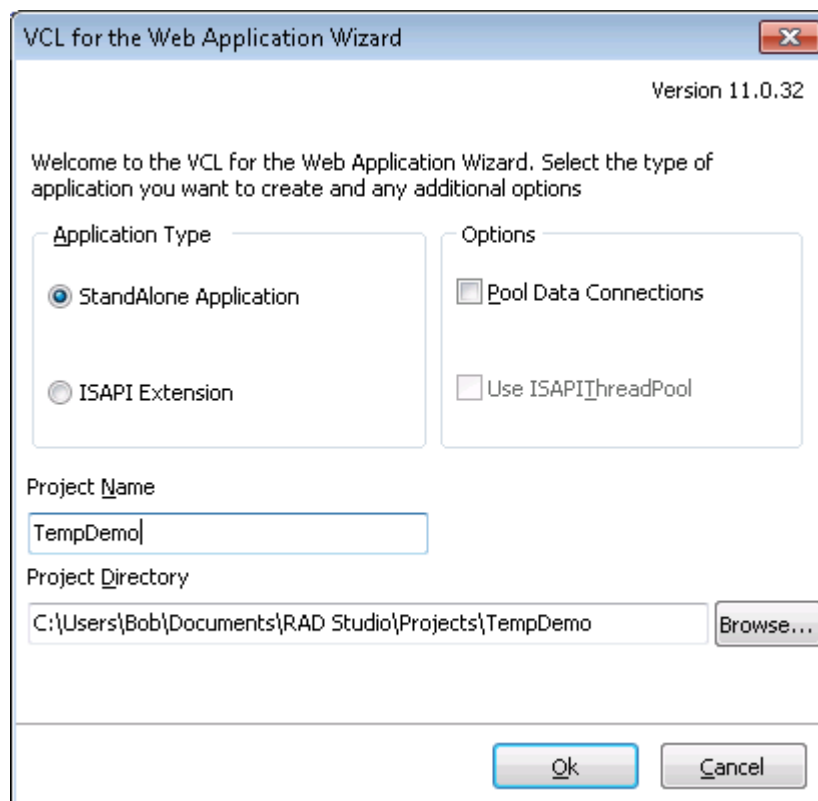 VCL for the Web Application Wizard
Version 11.0.32
Welcome to the VCL for the Web Application Wizard. Select the type of
application you want to create and any additional options
Application Type
StandAlone Application
ISAPI Extension
Options
Pool Data Connections
Use ISAPIThreadPool
Project Name
TempDemo
Project Directory
C:\Users\Bob\Documents\RAD Studio\Projects\TempDemo
Browse...
Ok
Cancel